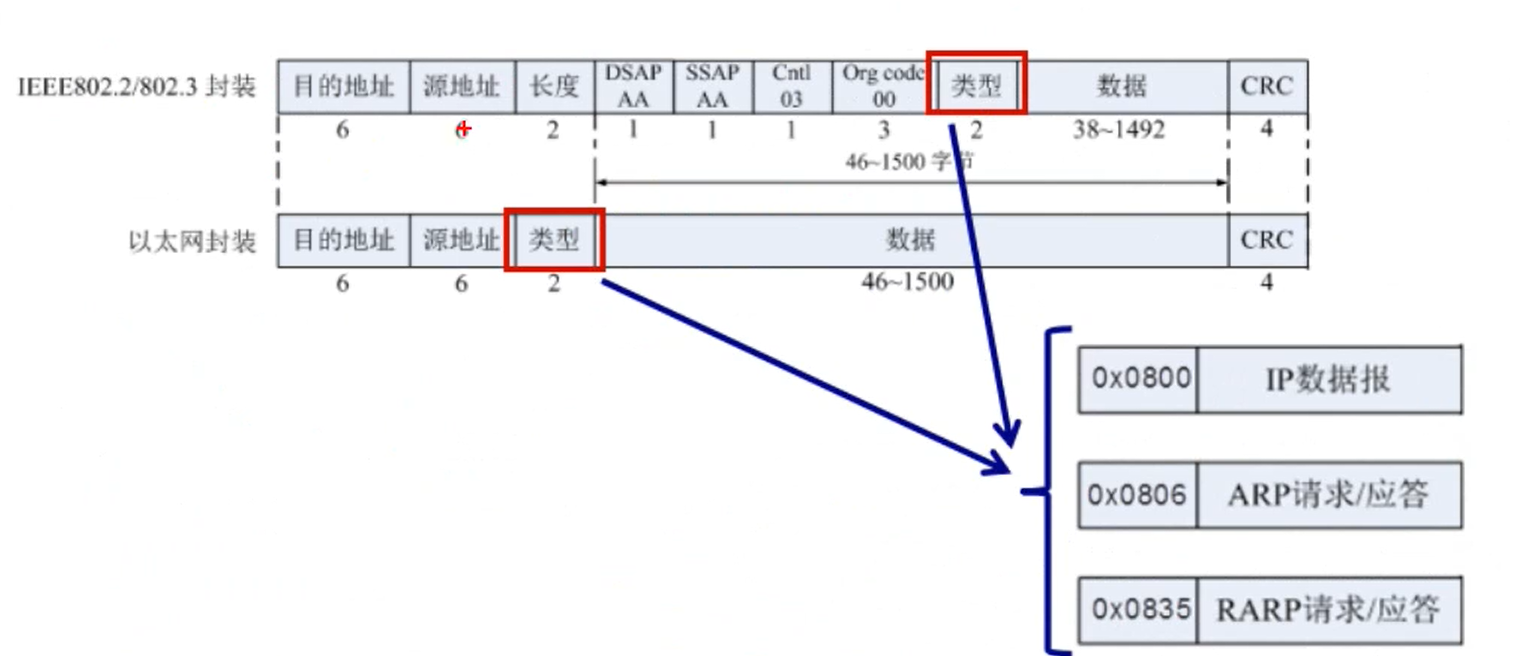 IEEE802.2/802.3 封装 目的地址 源地址 长度 DSAP AA SSAP AA Cntl 03 Org code 00 类型 数据 CRC
6 6 2 1 1 1 3 2 38~1492 4
46~1500 字节
以太网封装 目的地址 源地址 类型 数据 CRC
6 6 2 46~1500 4
0x0800 IP数据报
0x0806 ARP请求/应答
0x0835 RARP请求/应答